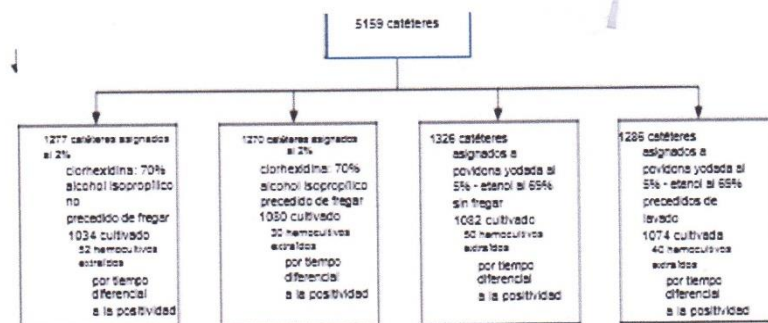 5159 catéteres
1277 catéteres asignados
al 2%
clorhexidina: 70%
alcohol isopropílico
no
precedido de fregar
1034 cultivado
52 hemocultivos
extraídos
por tiempo
diferencial
a la positividad
1270 catéteres asignados
al 2%
clorhexidina: 70%
alcohol isopropílico
precedido de fregar
1080 cultivado
30 hemocultivos
extraídos
por tiempo
diferencial
a la positividad
1326 catéteres
asignados a
povidona yodada al
5% - etanol al 69%
sin fregar
1082 cultivado
50 hemocultivos
extraídos
por tiempo
diferencial
a la positividad
1286 catéteres
asignados a
povidona yodada al
5% - etanol al 69%
precedidos de
lavado
1074 cultivada
40 hemocultivos
extraídos
por tiempo
diferencial
a la positividad